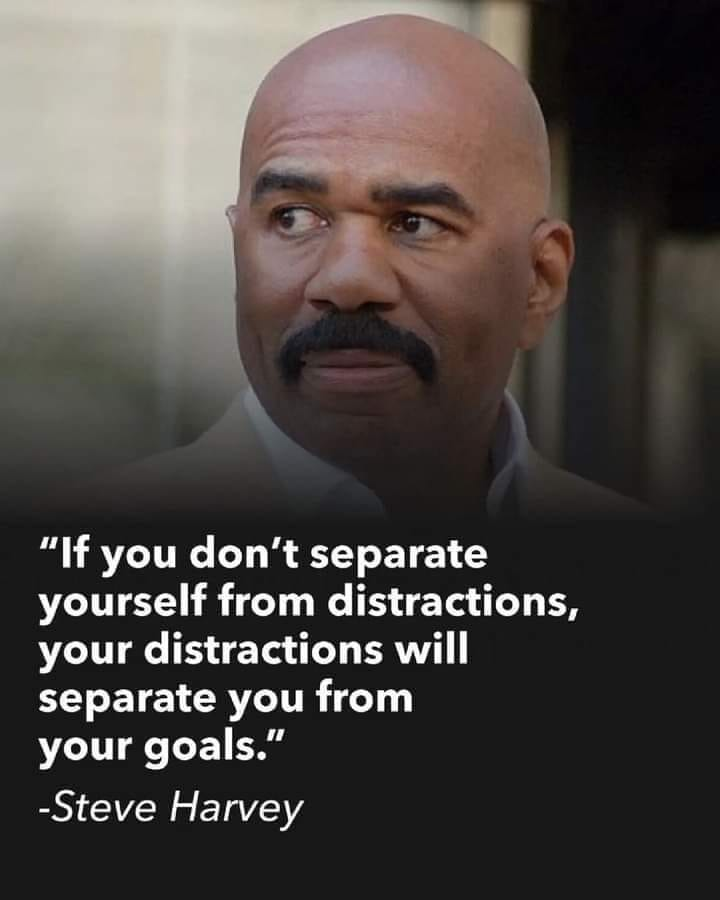 "If you don't separate
yourself from distractions,
your distractions will
separate you from
your goals."
-Steve Harvey